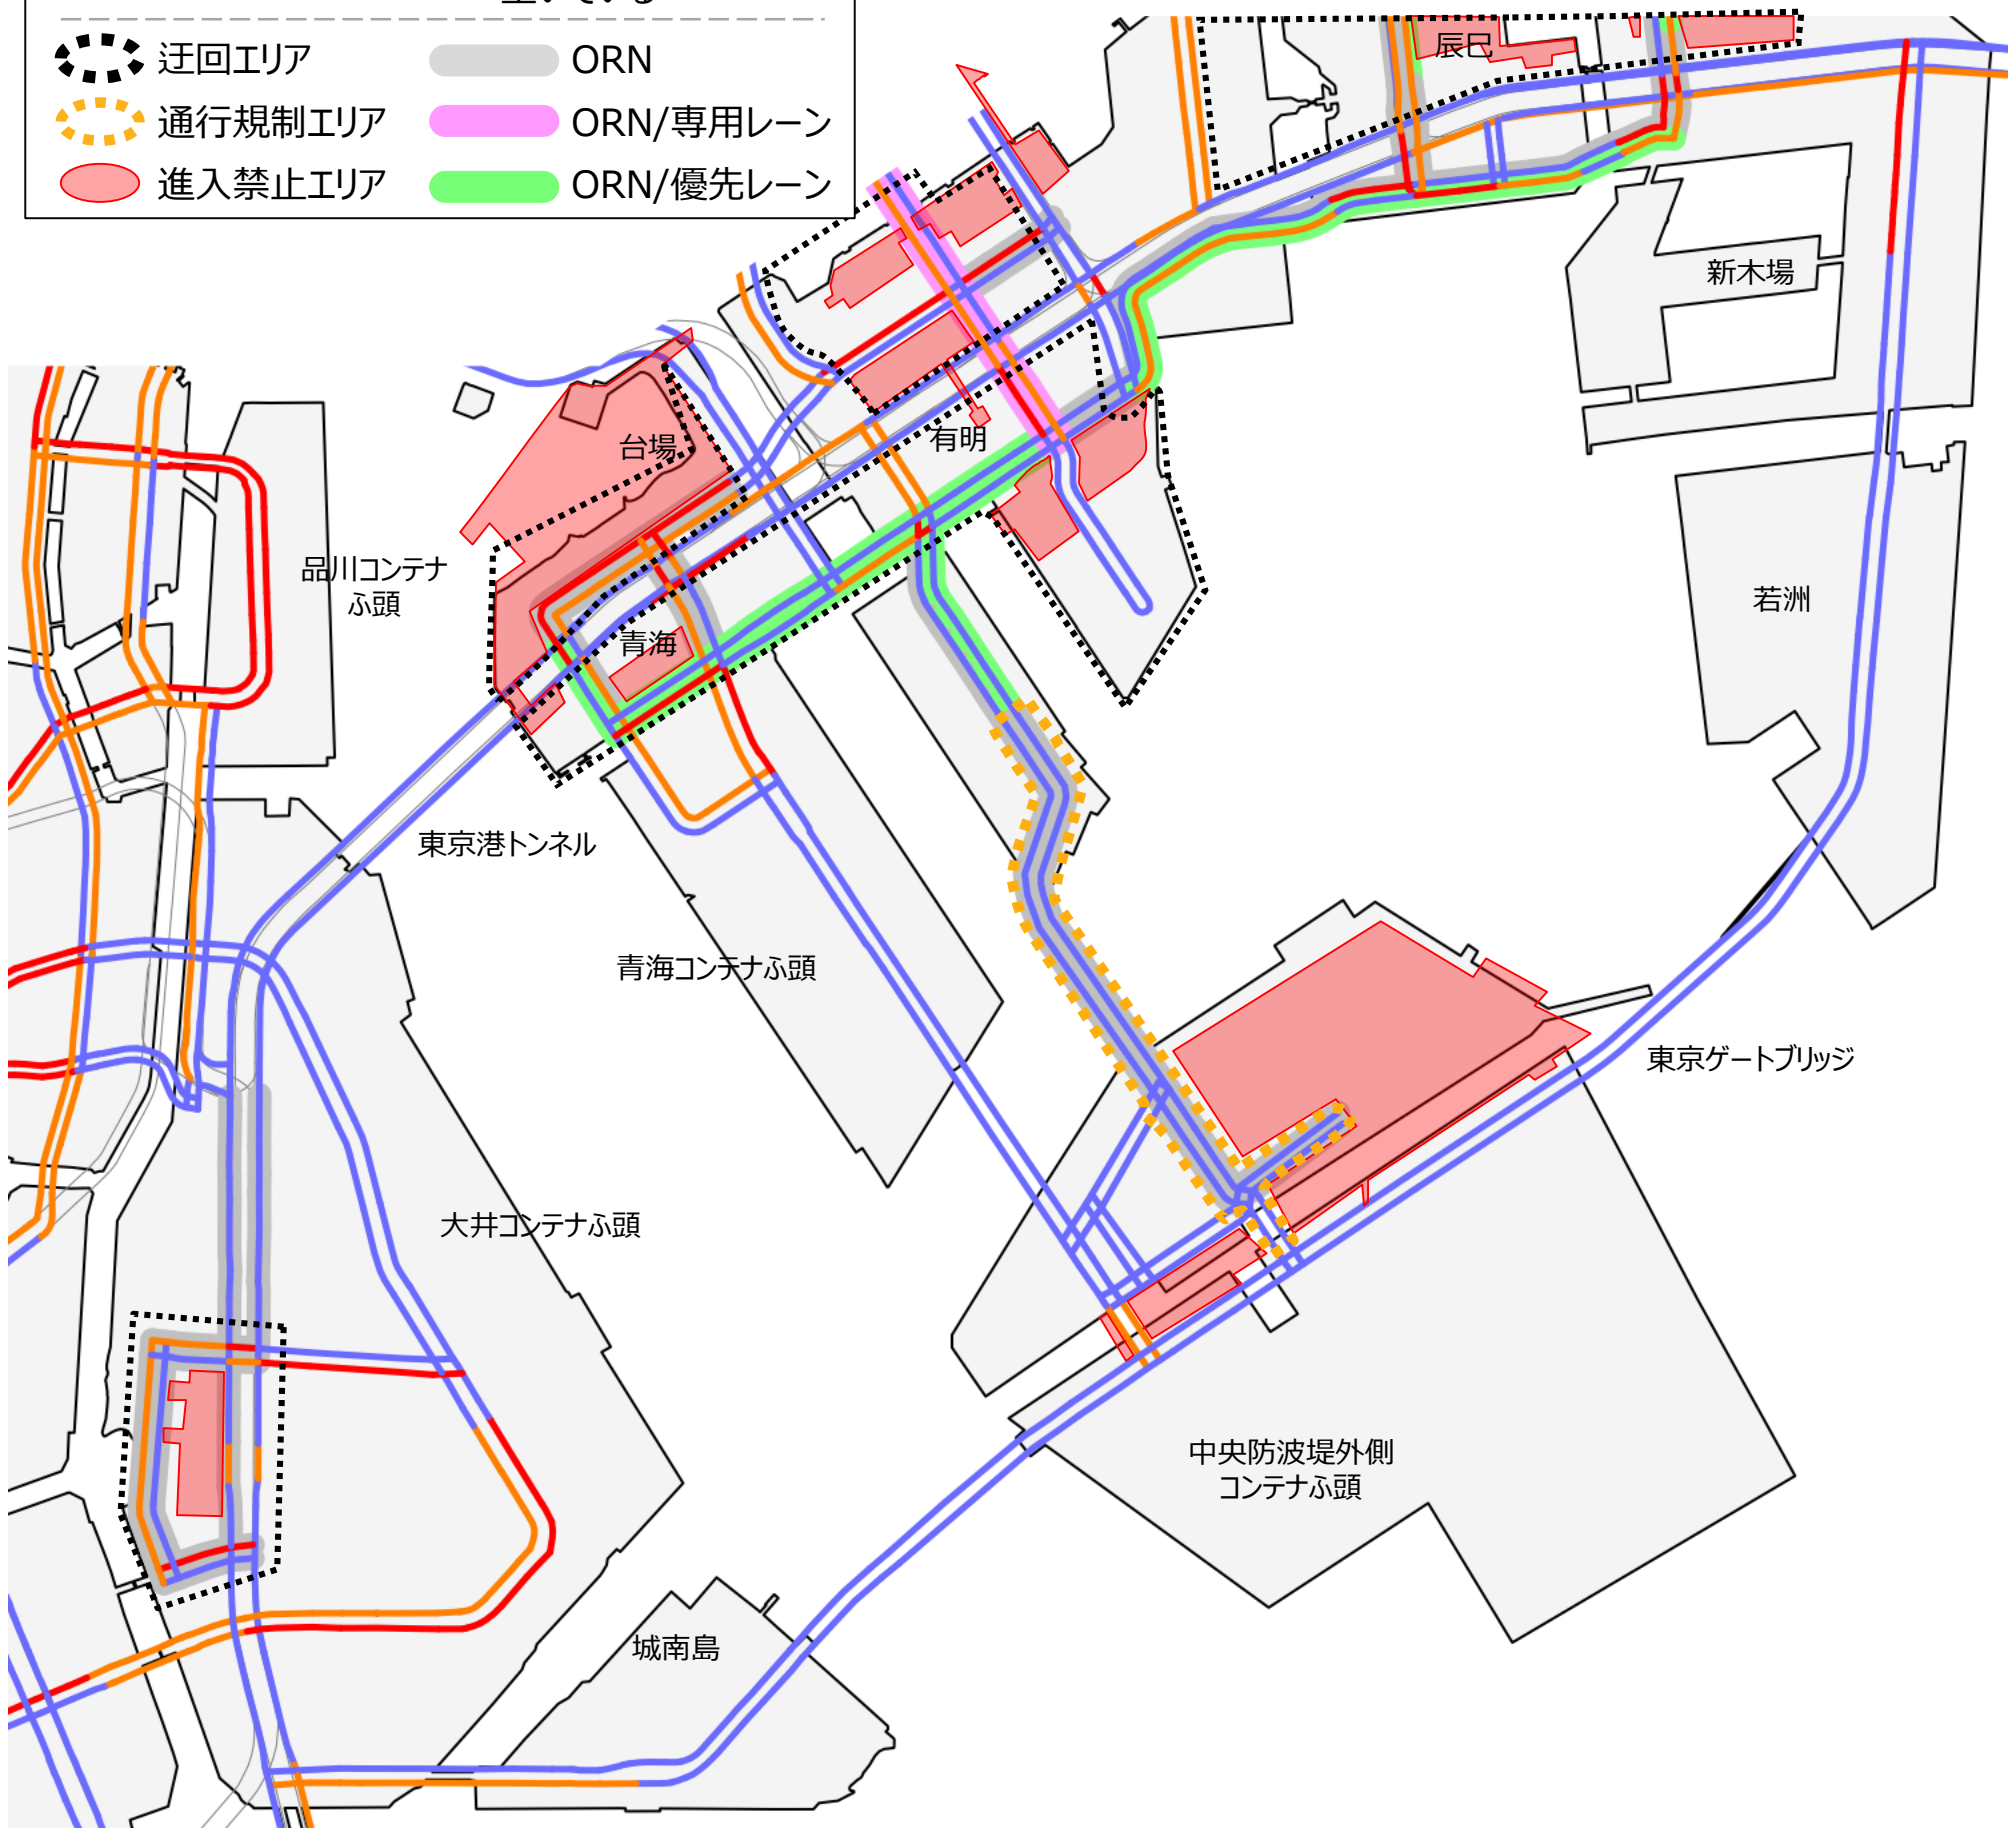 空いている
迂回エリア
ORN
通行規制エリア
ORN/専用レーン
進入禁止エリア
ORN/優先レーン
辰巳
新木場
台場
有明
品川コンテナ
ふ頭
若洲
青海
東京港トンネル
青海コンテナふ頭
東京ゲートブリッジ
大井コンテナふ頭
中央防波堤外側
コンテナふ頭
城南島